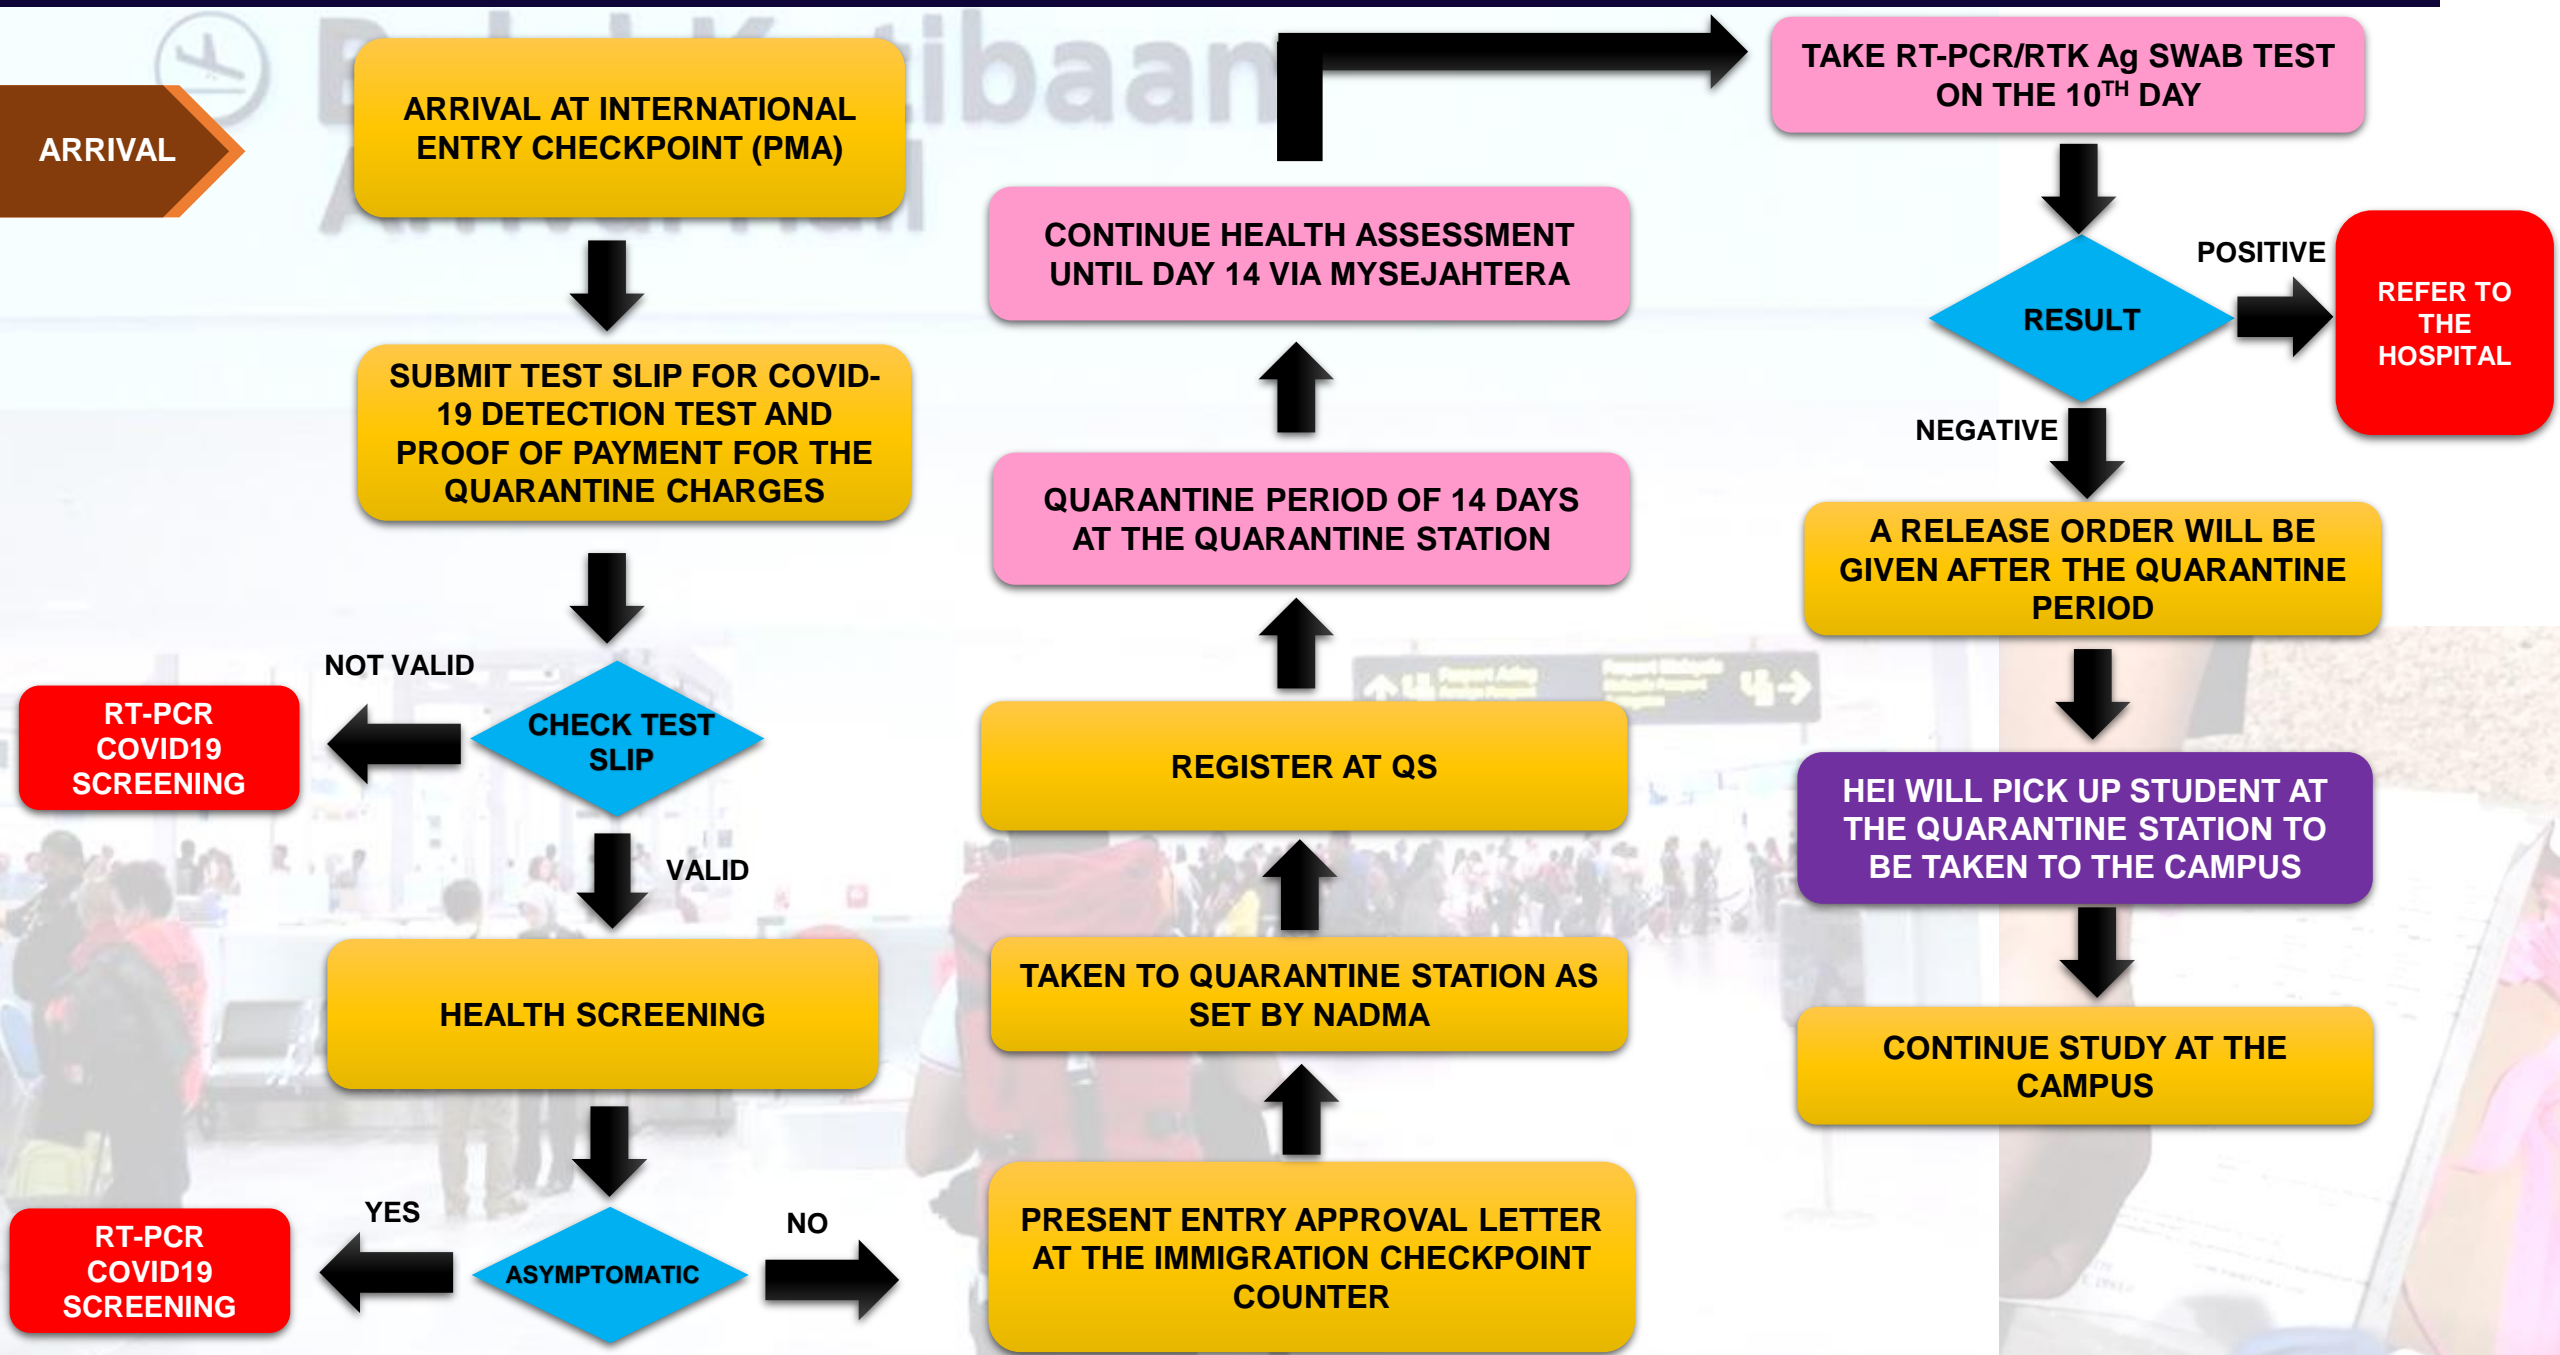 ARRIVAL
ARRIVAL AT INTERNATIONAL
ENTRY CHECKPOINT (PMA)
SUBMIT TEST SLIP FOR COVID-
19 DETECTION TEST AND
PROOF OF PAYMENT FOR THE
QUARANTINE CHARGES
NOT VALID
CHECK TEST
SLIP
RT-PCR
COVID19
SCREENING
VALID
HEALTH SCREENING
YES
ASYMPTOMATIC
NO
RT-PCR
COVID19
SCREENING
PRESENT ENTRY APPROVAL LETTER
AT THE IMMIGRATION CHECKPOINT
COUNTER
TAKEN TO QUARANTINE STATION AS
SET BY NADMA
REGISTER AT QS
QUARANTINE PERIOD OF 14 DAYS
AT THE QUARANTINE STATION
CONTINUE HEALTH ASSESSMENT
UNTIL DAY 14 VIA MYSEJAHTERA
TAKE RT-PCR/RTK Ag SWAB TEST
ON THE 10TH DAY
RESULT
POSITIVE
REFER TO
THE
HOSPITAL
NEGATIVE
A RELEASE ORDER WILL BE
GIVEN AFTER THE QUARANTINE
PERIOD
HEI WILL PICK UP STUDENT AT
THE QUARANTINE STATION TO
BE TAKEN TO THE CAMPUS
CONTINUE STUDY AT THE
CAMPUS